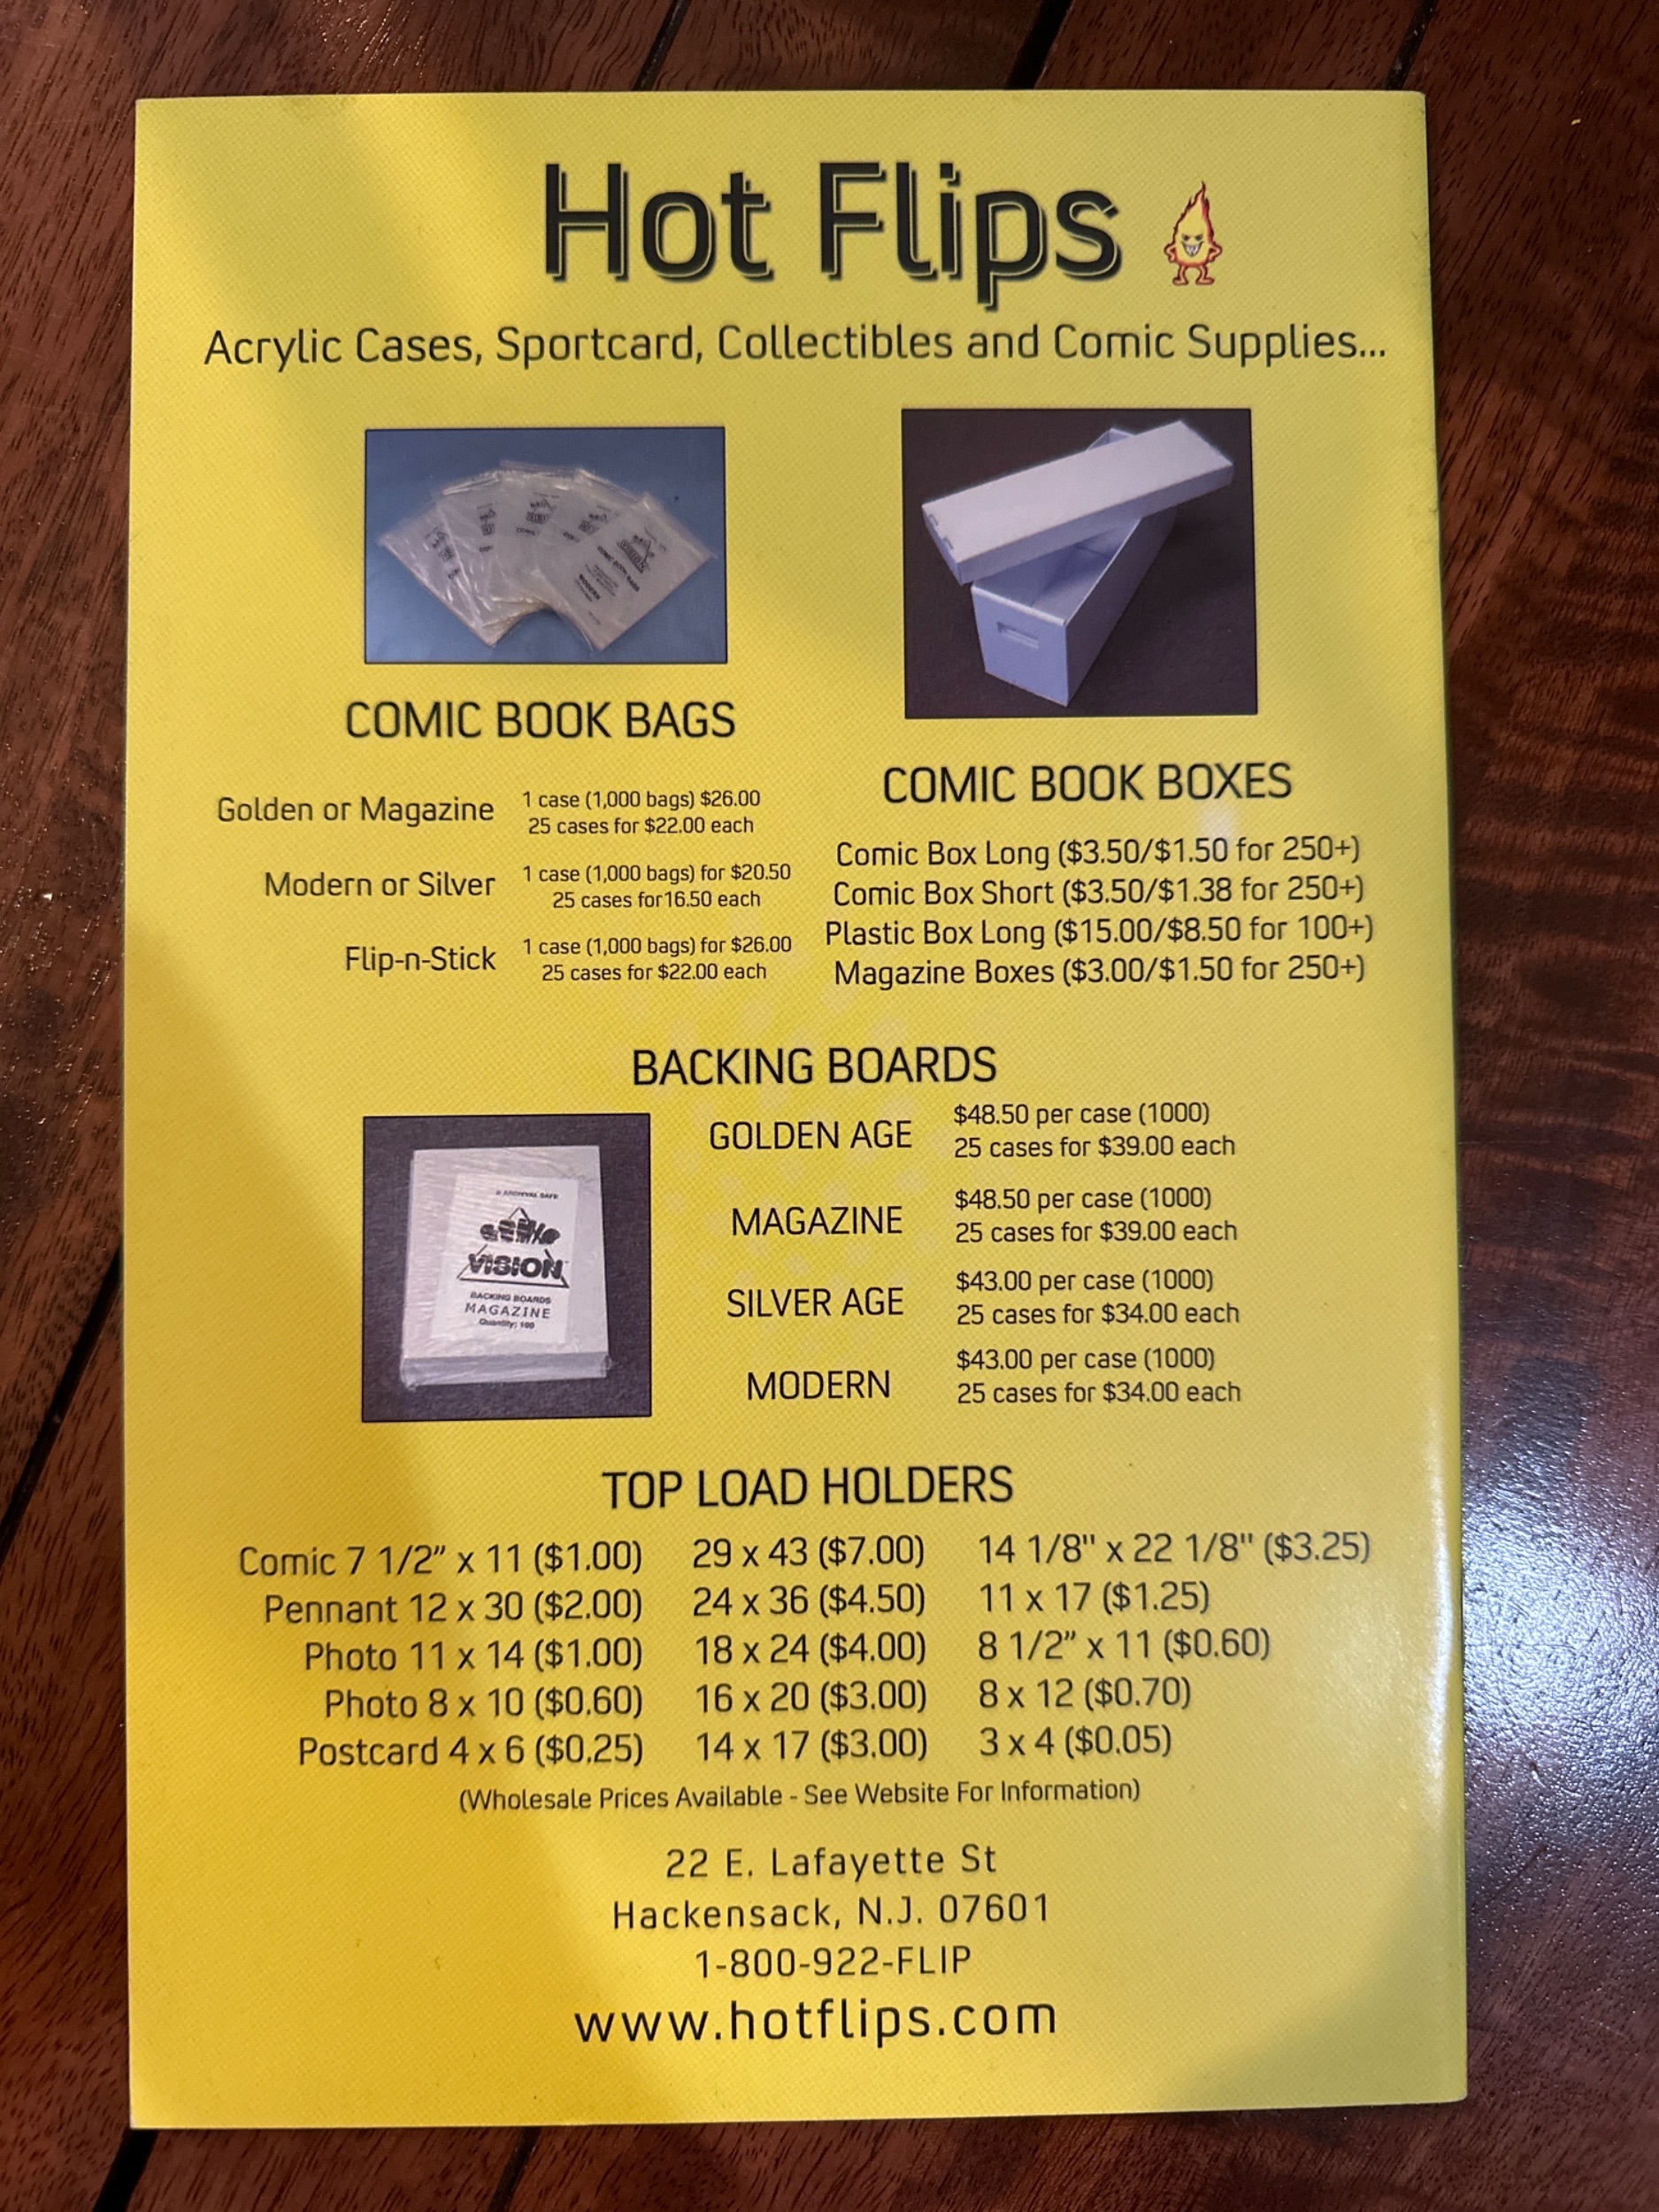 Hot Flips
Acrylic Cases, Sportcard, Collectibles and Comic Supplies...
COMIC BOOK BAGS
Golden or Magazine
1 case (1,000 bags) $26.00
25 cases for $22.00 each
Modern or Silver
1 case (1,000 bags) for $20.50
25 cases for16.50 each
Flip-n-Stick
1 case (1,000 bags) for $26.00
25 cases for $22.00 each
COMIC BOOK BOXES
Comic Box Long ($3.50/$1.50 for 250+)
Comic Box Short ($3.50/$1.38 for 250+)
Plastic Box Long ($15.00/$8.50 for 100+)
Magazine Boxes ($3.00/$1.50 for 250+)
BACKING BOARDS
VISION
BACKING BOARDS
MAGAZINE
Quantity: 100
GOLDEN AGE
$48.50 per case (1000)
25 cases for $39.00 each
MAGAZINE
$48.50 per case (1000)
25 cases for $39.00 each
SILVER AGE
$43.00 per case (1000)
25 cases for $34.00 each
MODERN
$43.00 per case (1000)
25 cases for $34.00 each
TOP LOAD HOLDERS
Comic 7 1/2” x 11 ($1.00)
Pennant 12 x 30 ($2.00)
Photo 11 x 14 ($1.00)
Photo 8 x 10 ($0.60)
Postcard 4 x 6 ($0.25)
29 x 43 ($7.00)
24 x 36 ($4.50)
18 x 24 ($4.00)
16 x 20 ($3.00)
14 x 17 ($3.00)
14 1/8" x 22 1/8" ($3.25)
11 x 17 ($1.25)
8 1/2” x 11 ($0.60)
8 x 12 ($0.70)
3 x 4 ($0.05)
(Wholesale Prices Available - See Website For Information)
22 E. Lafayette St
Hackensack, N.J. 07601
1-800-922-FLIP
www.hotflips.com